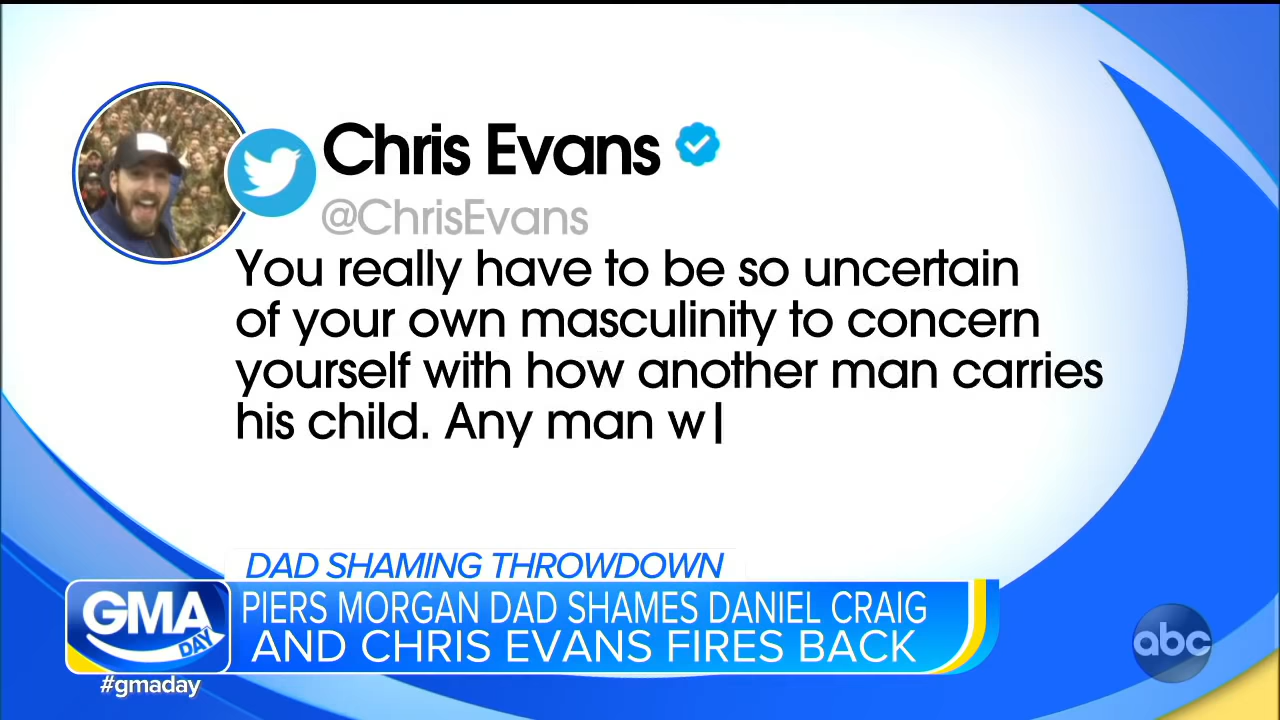 Chris Evans
@ChrisEvans
You really have to be so uncertain
of your own masculinity to concern
yourself with how another man carries
his child. Any man w|
DAD SHAMING THROWDOWN
PIERS MORGAN DAD SHAMES DANIEL CRAIG
AND CHRIS EVANS FIRES BACK
GMA
DAY
#gmaday
abc